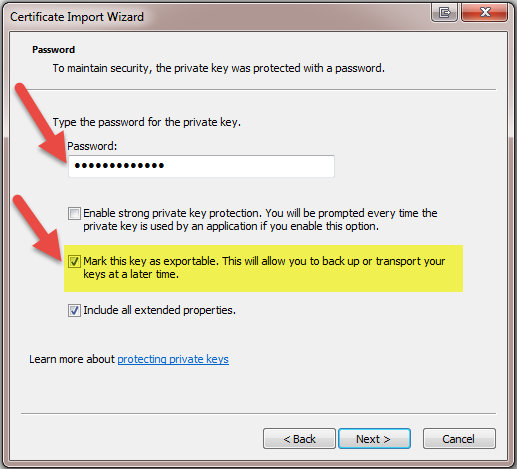 Certificate Import Wizard
Password
To maintain security, the private key was protected with a password.
Type the password for the private key.
Password:
•••••••••••••
Enable strong private key protection. You will be prompted every time the
private key is used by an application if you enable this option.
Mark this key as exportable. This will allow you to back up or transport your
keys at a later time.
Include all extended properties.
Learn more about protecting private keys
< Back
Next >
Cancel